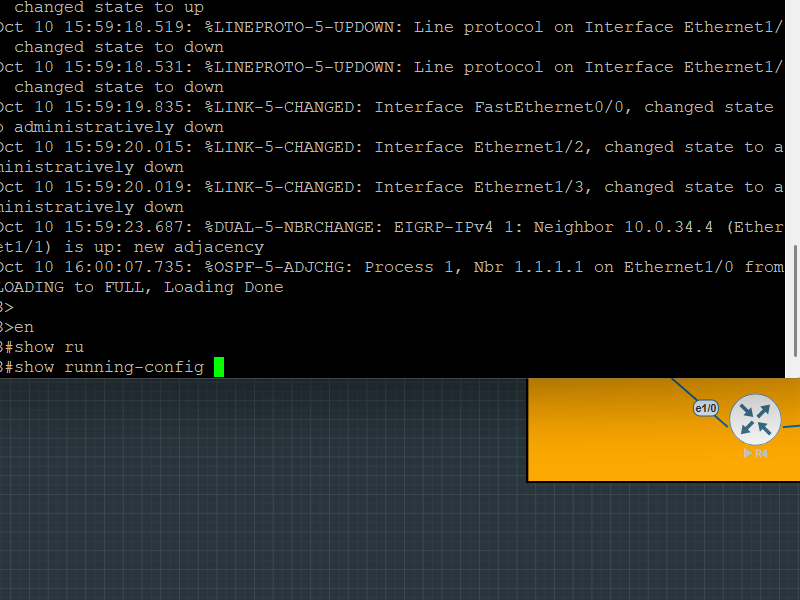 changed state to up
Oct 10 15:59:18.519: %LINEPROTO-5-UPDOWN: Line protocol on Interface Ethernet1/
changed state to down
Oct 10 15:59:18.531: %LINEPROTO-5-UPDOWN: Line protocol on Interface Ethernet1/
changed state to down
Oct 10 15:59:19.835: %LINK-5-CHANGED: Interface FastEthernet0/0, changed state
o administratively down
Oct 10 15:59:20.015: %LINK-5-CHANGED: Interface Ethernet1/2, changed state to a
ministratively down
Oct 10 15:59:20.019: %LINK-5-CHANGED: Interface Ethernet1/3, changed state to a
ministratively down
Oct 10 15:59:23.687: %DUAL-5-NBRCHANGE: EIGRP-IPv4 1: Neighbor 10.0.34.4 (Ether
et1/1) is up: new adjacency
Oct 10 16:00:07.735: %OSPF-5-ADJCHG: Process 1, Nbr 1.1.1.1 on Ethernet1/0 from
LOADING to FULL, Loading Done
3>
3>en
3#show ru
3#show running-config
e1/0
R4